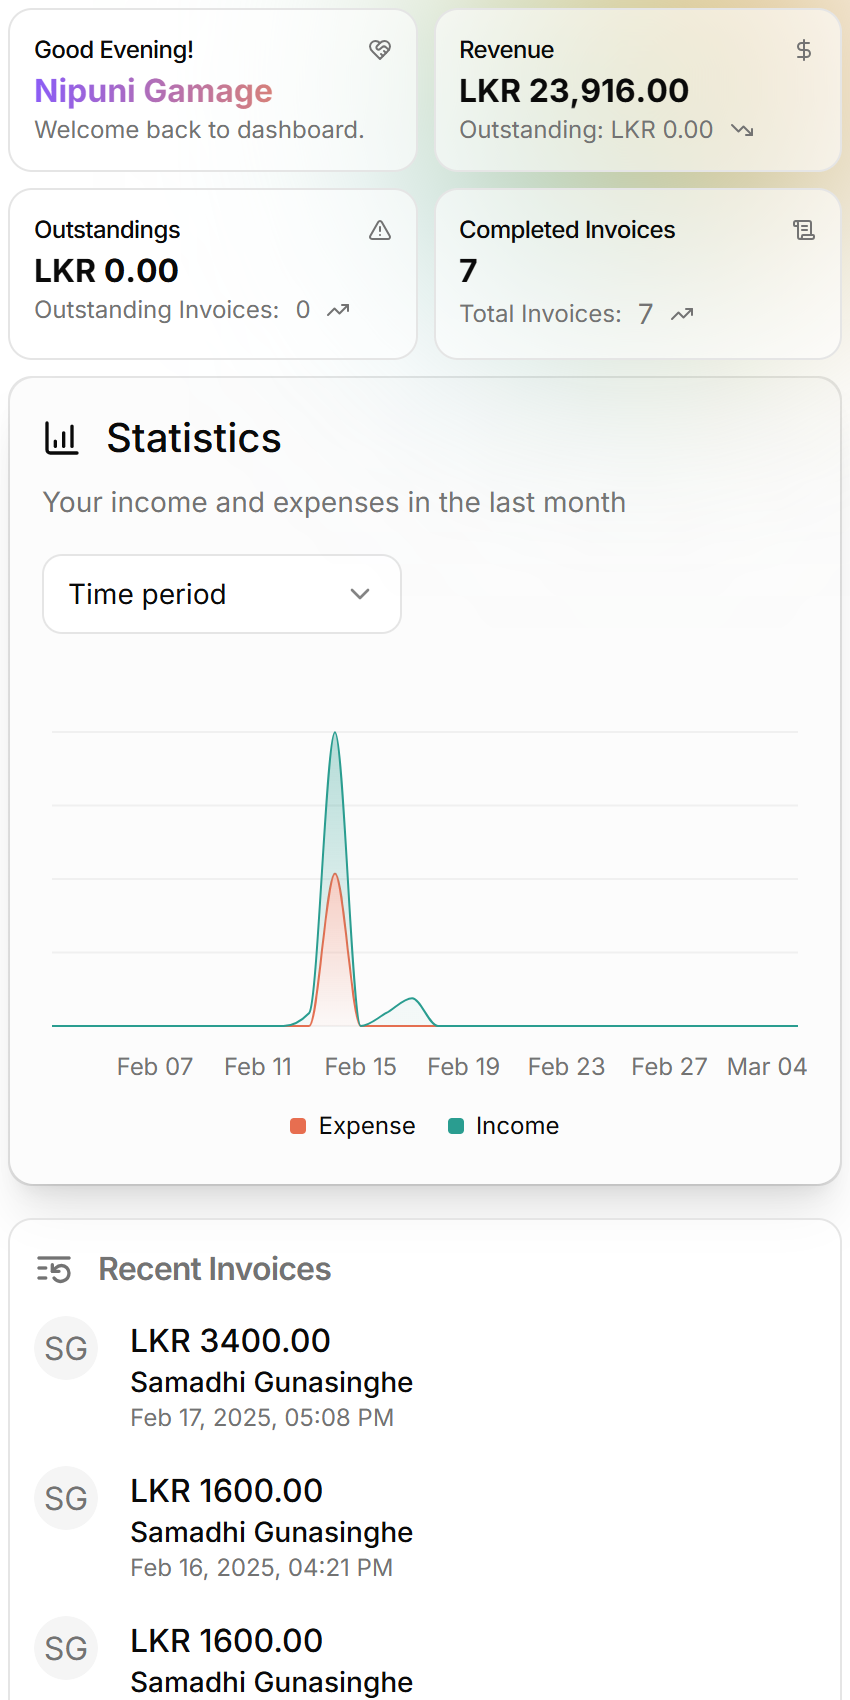 Good Evening!
Nipuni Gamage
Welcome back to dashboard.
Revenue
LKR 23,916.00
Outstanding: LKR 0.00
Outstandings
LKR 0.00
Outstanding Invoices: 0
Completed Invoices
7
Total Invoices: 7
Statistics
Your income and expenses in the last month
Time period
Feb 07 Feb 11 Feb 15 Feb 19 Feb 23 Feb 27 Mar 04
Expense Income
Recent Invoices
SG
LKR 3400.00
Samadhi Gunasinghe
Feb 17, 2025, 05:08 PM
SG
LKR 1600.00
Samadhi Gunasinghe
Feb 16, 2025, 04:21 PM
SG
LKR 1600.00
Samadhi Gunasinghe